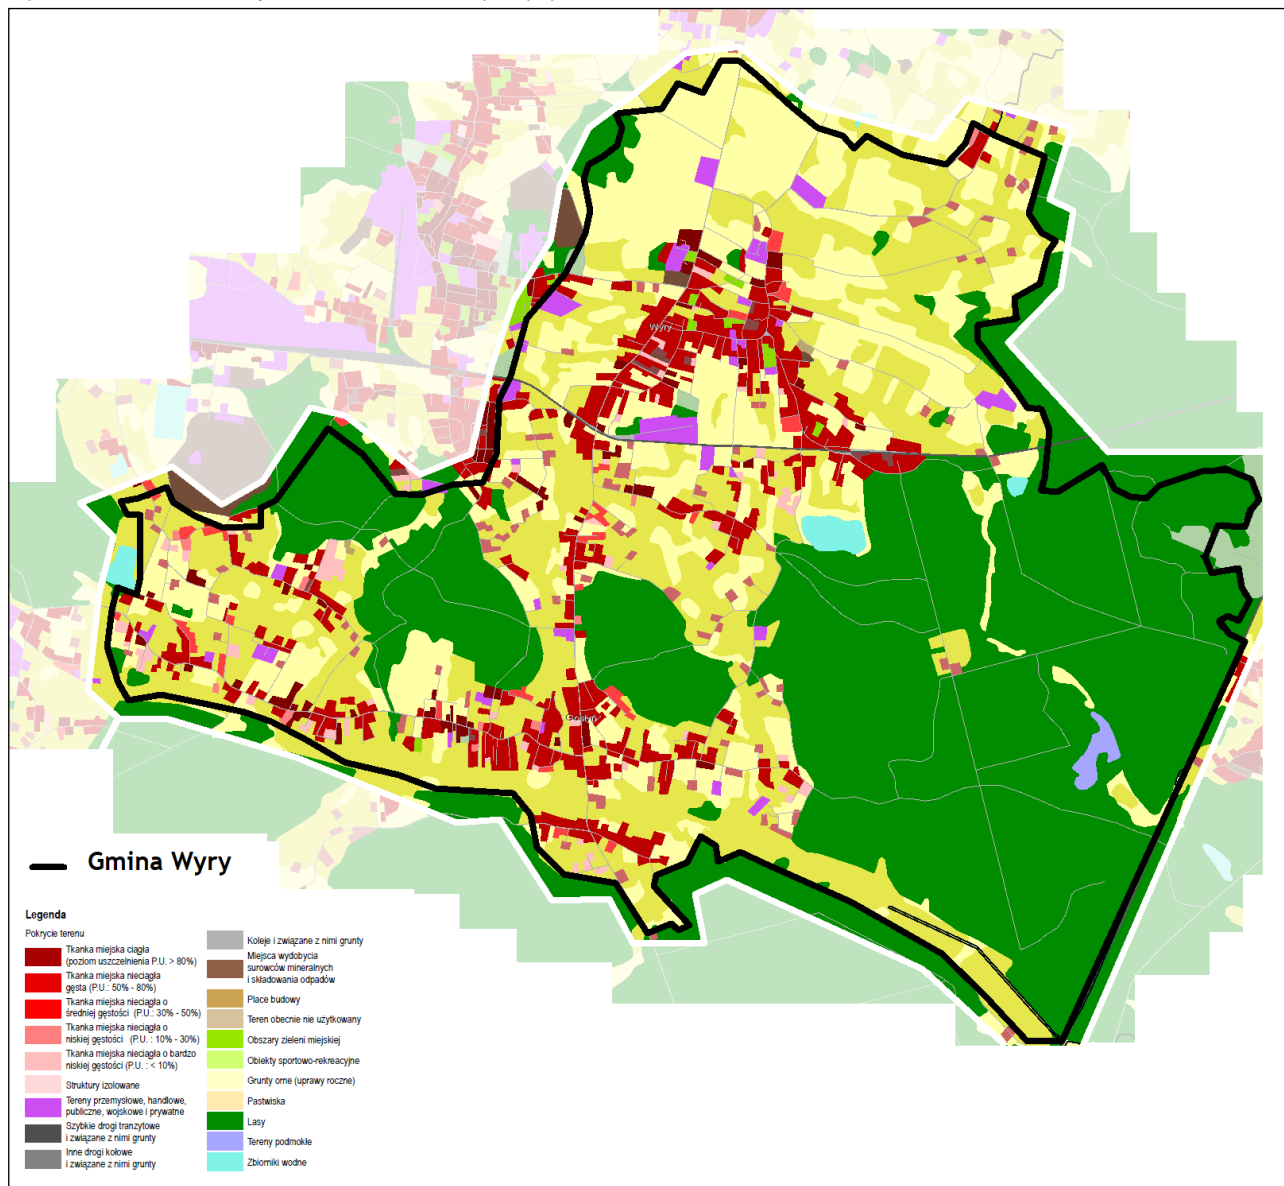 Wyry
Gostyń
Gmina Wyry
Legenda
Pokrycie terenu
Tkanka miejska ciągła
(poziom uszczelnienia P.U. > 80%)
Tkanka miejska nieciągła
gęsta (P.U.: 50% - 80%)
Tkanka miejska nieciągła o
średniej gęstości (P.U.: 30% - 50%)
Tkanka miejska nieciągła o
niskiej gęstości (P.U. : 10% - 30%)
Tkanka miejska nieciągła o bardzo
niskiej gęstości (P.U. : < 10%)
Struktury izolowane
Tereny przemysłowe, handlowe,
publiczne, wojskowe i prywatne
Szybkie drogi tranzytowe
i związane z nimi grunty
Inne drogi kołowe
i związane z nimi grunty
Koleje i związane z nimi grunty
Miejsca wydobycia
surowców mineralnych
i składowania odpadów
Place budowy
Teren obecnie nie użytkowany
Obszary zieleni miejskiej
Obiekty sportowo-rekreacyjne
Grunty orne (uprawy roczne)
Pastwiska
Lasy
Tereny podmokłe
Zbiorniki wodne